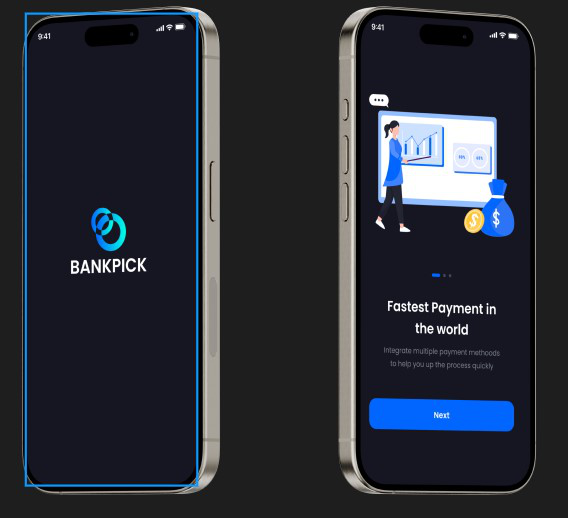 9:41
BANKPICK
9:41
$
$
Fastest Payment in
the world
Integrate multiple payment methoods
to help you up the process quickly
Next